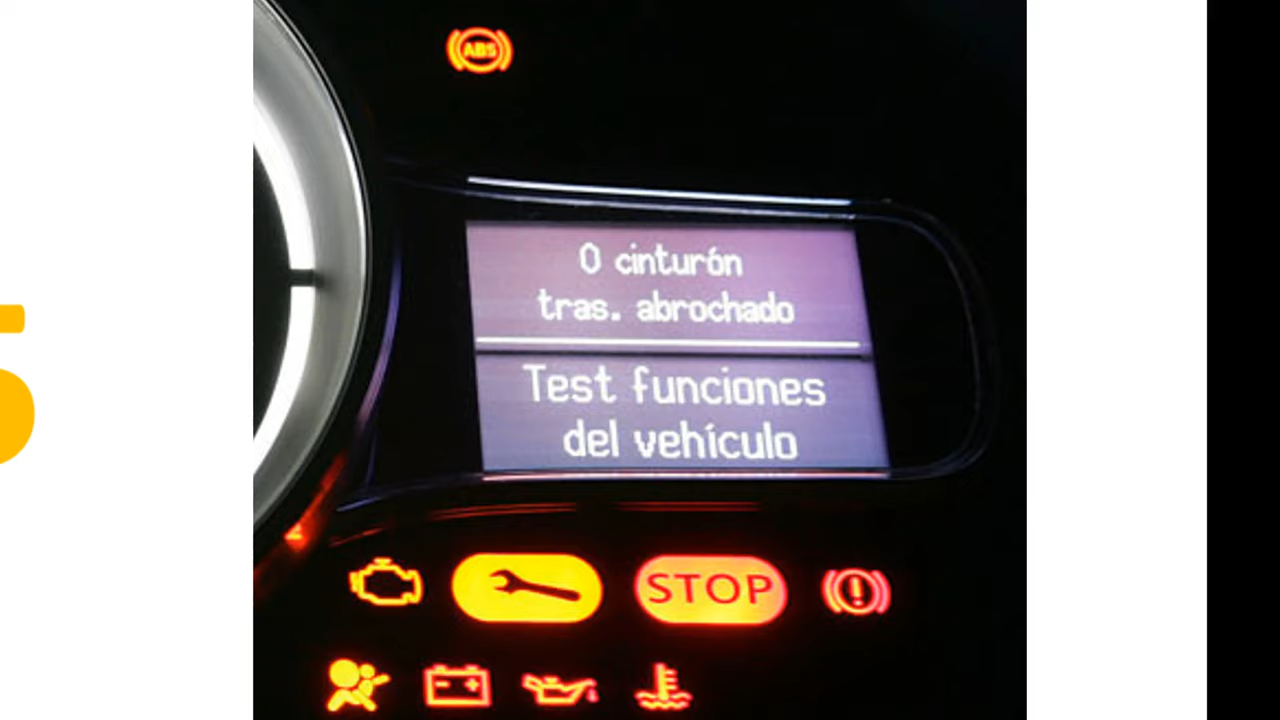 ABS
0 cinturón
tras. abrochado
Test funciones
del vehículo
STOP